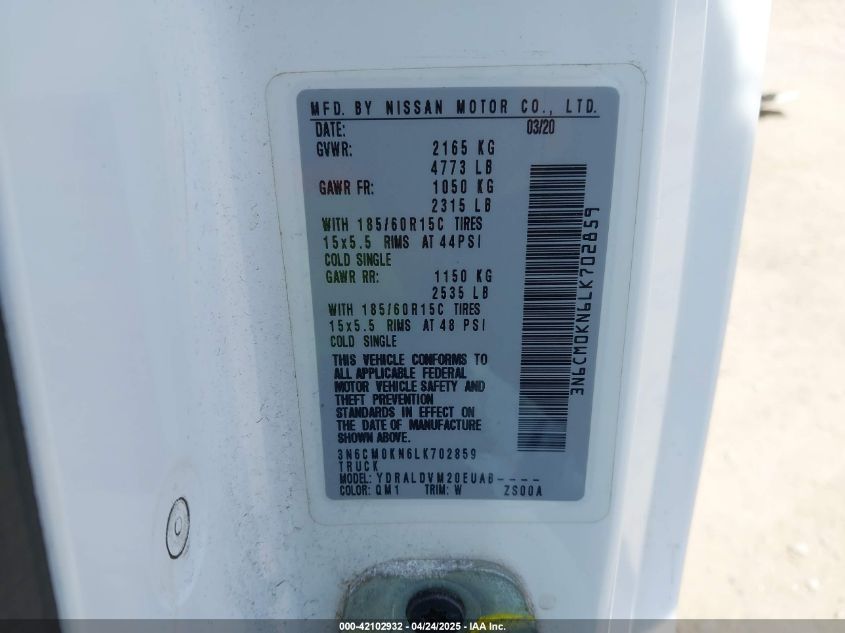 MFD. BY NISSAN MOTOR CO., LTD.
DATE: 03/20
GVWR: 2165 KG
4773 LB
GAWR FR: 1050 KG
2315 LB
WITH 185/60R15C TIRES
15x5.5 RIMS AT 44PSI
COLD SINGLE
GAWR RR: 1150 KG
2535 LB
WITH 185/60R15C TIRES
15x5.5 RIMS AT 48 PSI
COLD SINGLE
THIS VEHICLE CONFORMS TO
ALL APPLICABLE FEDERAL
MOTOR VEHICLE SAFETY AND
THEFT PREVENTION
STANDARDS IN EFFECT ON
THE DATE OF MANUFACTURE
SHOWN ABOVE.
3N6CM0KN6LK702859
TRUCK
MODEL: YDRALDVM20EUAB----
COLOR: QM1 TRIM: W ZS00A
3N6CM0KN6LK702859
000-42102932 - 04/24/2025 - IAA Inc.